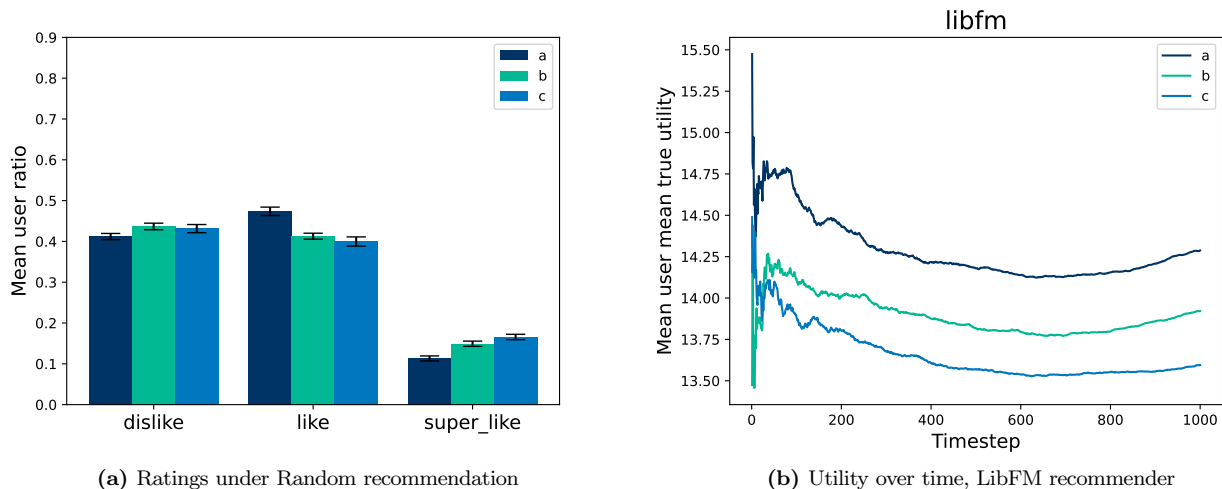 0.9
0.8
0.7
0.6
0.5
0.4
0.3
0.2
0.1
0.0
Mean user ratio
a
b
c
dislike like super_like
(a) Ratings under Random recommendation
libfm
15.50
15.25
15.00
14.75
14.50
14.25
14.00
13.75
13.50
Mean user mean true utility
a
b
c
0 200 400 600 800 1000
Timestep
(b) Utility over time, LibFM recommender